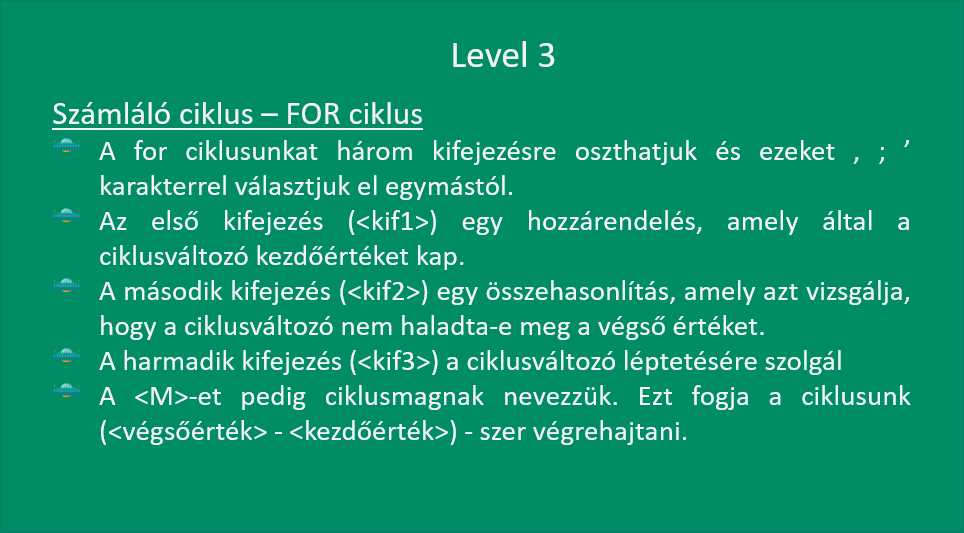 Level 3
Számláló ciklus – FOR ciklus
A for ciklusunkat három kifejezésre oszthatjuk és ezeket , ; ’
karakterrel választjuk el egymástól.
Az első kifejezés (<kif1>) egy hozzárendelés, amely által a
ciklusváltozó kezdőértéket kap.
A második kifejezés (<kif2>) egy összehasonlítás, amely azt vizsgálja,
hogy a ciklusváltozó nem haladta-e meg a végső értéket.
A harmadik kifejezés (<kif3>) a ciklusváltozó léptetésére szolgál
A <M>-et pedig ciklusmagnak nevezzük. Ezt fogja a ciklusunk
(<végsőérték> - <kezdőérték>) - szer végrehajtani.